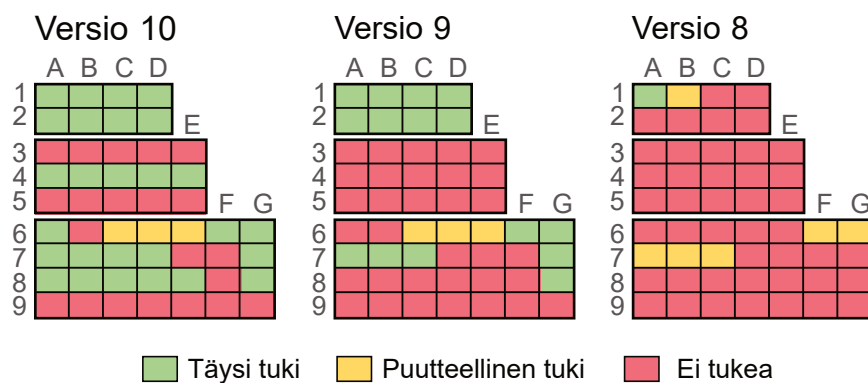 Versio 10
Versio 9
Versio 8
A B C D
A B C D
A B C D
1
1
1
2 E
2 E
2 E
3
3
3
4
4
4
5 F G
5 F G
5 F G
6
6
6
7
7
7
8
8
8
9
9
9
Täysi tuki
Puutteellinen tuki
Ei tukea